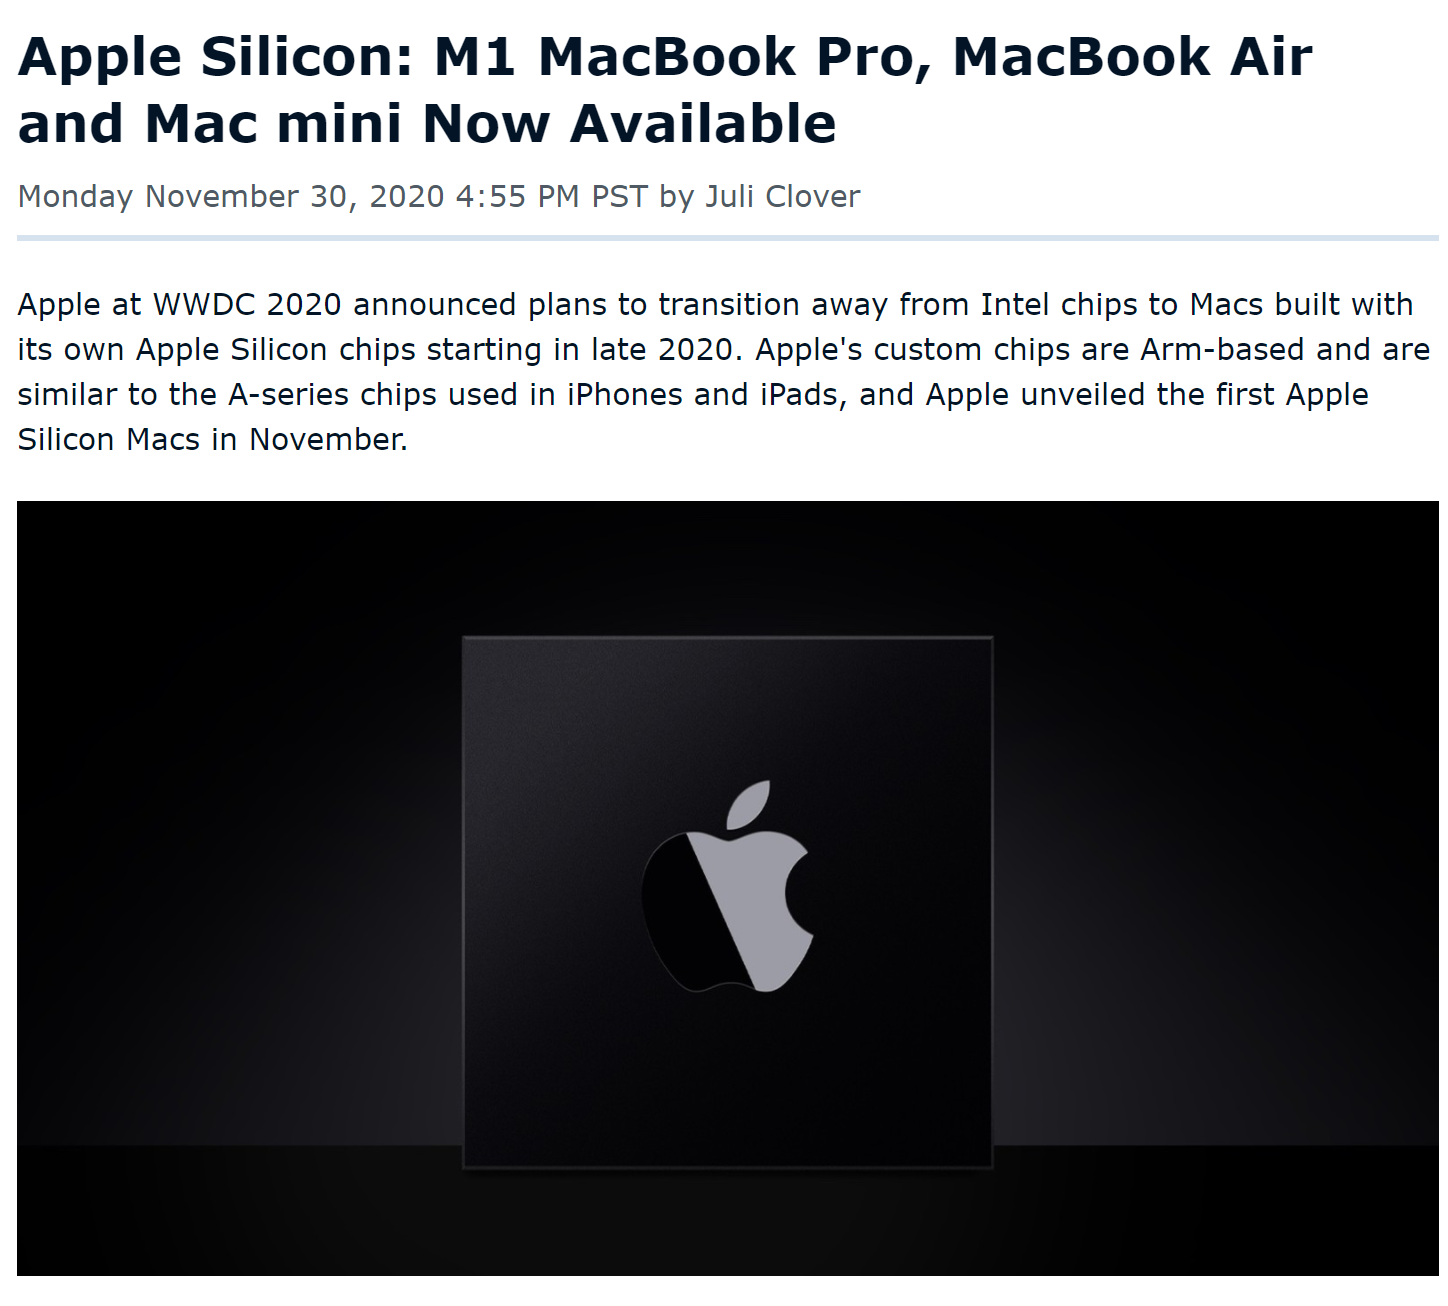 Apple Silicon: M1 MacBook Pro, MacBook Air
and Mac mini Now Available
Monday November 30, 2020 4:55 PM PST by Juli Clover
Apple at WWDC 2020 announced plans to transition away from Intel chips to Macs built with
its own Apple Silicon chips starting in late 2020. Apple's custom chips are Arm-based and are
similar to the A-series chips used in iPhones and iPads, and Apple unveiled the first Apple
Silicon Macs in November.